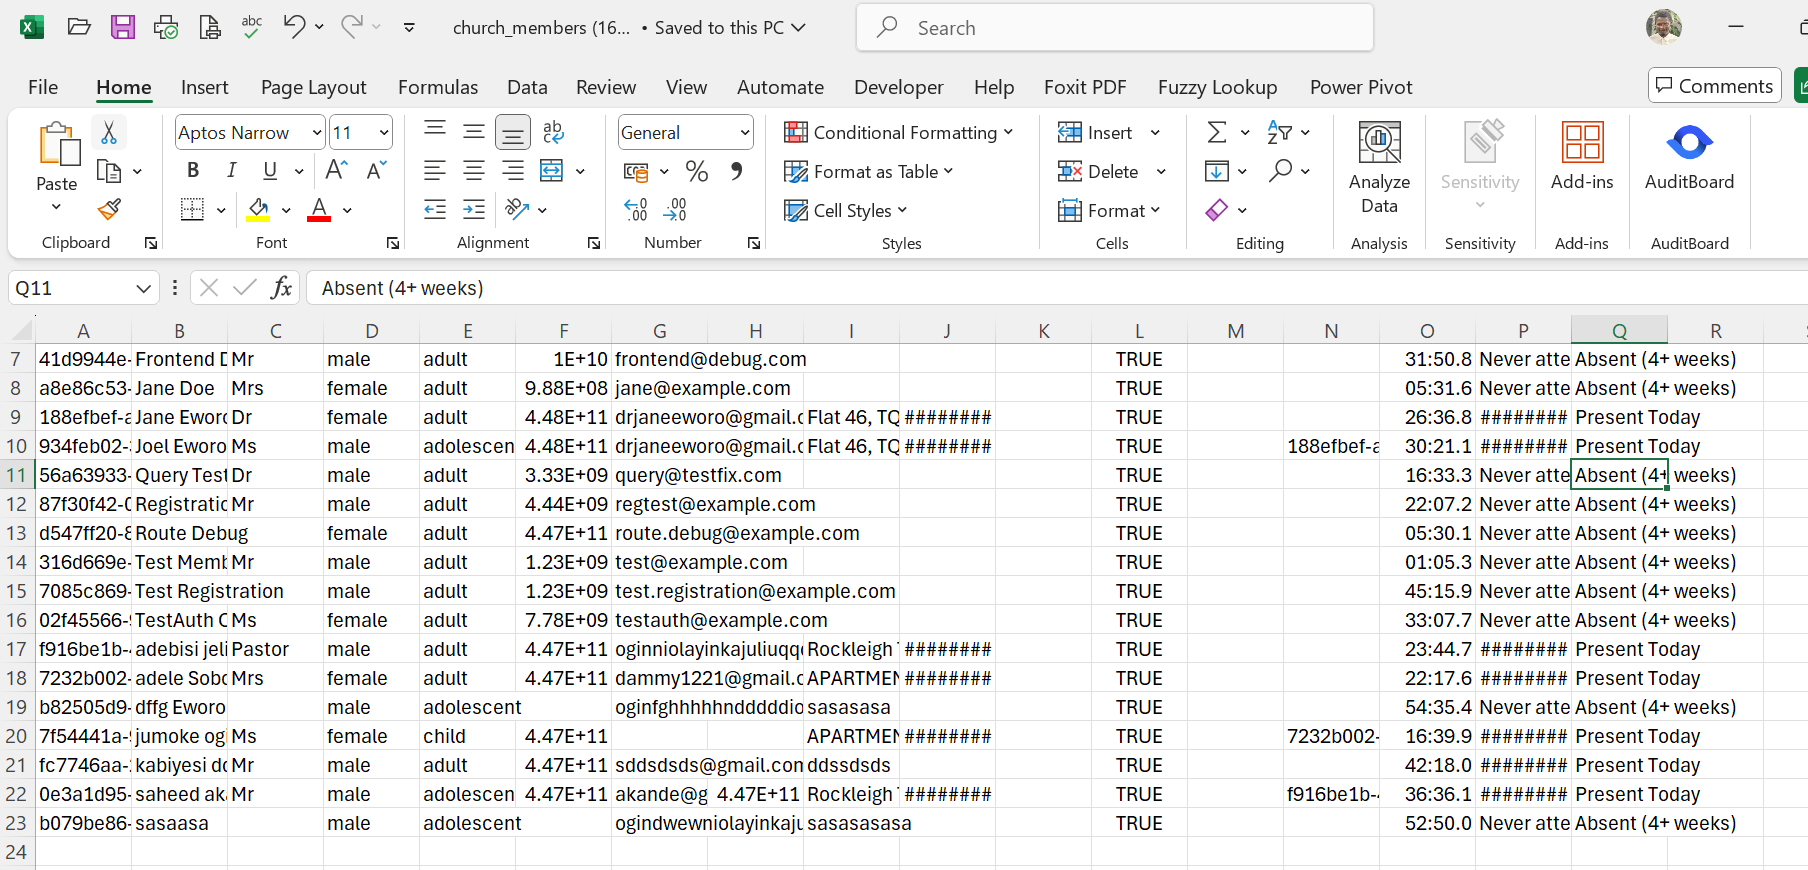 church_members (16... • Saved to this PC
Search
File Home Insert Page Layout Formulas Data Review View Automate Developer Help Foxit PDF Fuzzy Lookup Power Pivot Comments
Paste
Clipboard
Aptos Narrow 11
B I U A A
A
Font
ab
Alignment
General
% 9
Number
Conditional Formatting
Format as Table
Cell Styles
Styles
Insert
Delete
Format
Cells
Editing
Analyze Data
Analysis
Sensitivity
Sensitivity
Add-ins
Add-ins
AuditBoard
AuditBoard
Q11 fx Absent (4+ weeks)
A B C D E F G H I J K L M N O P Q R
7 41d9944e- Frontend D Mr male adult 1E+10 frontend@debug.com TRUE 31:50.8 Never atte Absent (4+ weeks)
8 a8e86c53- Jane Doe Mrs female adult 9.88E+08 jane@example.com TRUE 05:31.6 Never atte Absent (4+ weeks)
9 188efbef-a Jane Eworo Dr female adult 4.48E+11 drjaneeworo@gmail.c Flat 46, TQ ######## TRUE 26:36.8 ######## Present Today
10 934feb02- Joel Eworo Ms male adolescen 4.48E+11 drjaneeworo@gmail.c Flat 46, TQ ######## TRUE 188efbef-a 30:21.1 ######## Present Today
11 56a63933- Query Test Dr male adult 3.33E+09 query@testfix.com TRUE 16:33.3 Never atte Absent (4+ weeks)
12 87f30f42-0 Registratic Mr male adult 4.44E+09 regtest@example.com TRUE 22:07.2 Never atte Absent (4+ weeks)
13 d547ff20-8 Route Debug female adult 4.47E+11 route.debug@example.com TRUE 05:30.1 Never atte Absent (4+ weeks)
14 316d669e- Test Memb Mr male adult 1.23E+09 test@example.com TRUE 01:05.3 Never atte Absent (4+ weeks)
15 7085c869- Test Registration male adult 1.23E+09 test.registration@example.com TRUE 45:15.9 Never atte Absent (4+ weeks)
16 02f45566- TestAuth C Ms female adult 7.78E+09 testauth@example.com TRUE 33:07.7 Never atte Absent (4+ weeks)
17 f916be1b- adebisi jeli Pastor male adult 4.47E+11 oginniolayinkajuliuqq Rockleigh ######## TRUE 23:44.7 ######## Present Today
18 7232b002- adele Sobo Mrs female adult 4.47E+11 dammy1221@gmail.c APARTMEN ######## TRUE 22:17.6 ######## Present Today
19 b82505d9- dffg Eworo male adolescent oginfghhhhhndddddio sasasasa TRUE 54:35.4 Never atte Absent (4+ weeks)
20 7f54441a- jumoke og Ms female child 4.47E+11 APARTMEN ######## TRUE 7232b002- 16:39.9 ######## Present Today
21 fc7746aa- kabiyesi do Mr male adult 4.47E+11 sddsdsds@gmail.con ddssdsds TRUE 42:18.0 ######## Present Today
22 0e3a1d95- saheed ak Mr male adolescen 4.47E+11 akande@g 4.47E+11 Rockleigh ######## TRUE f916be1b- 36:36.1 ######## Present Today
23 b079be86- sasaasa male adolescent ogindwewniolayinkaju sasasasasa TRUE 52:50.0 Never atte Absent (4+ weeks)
24